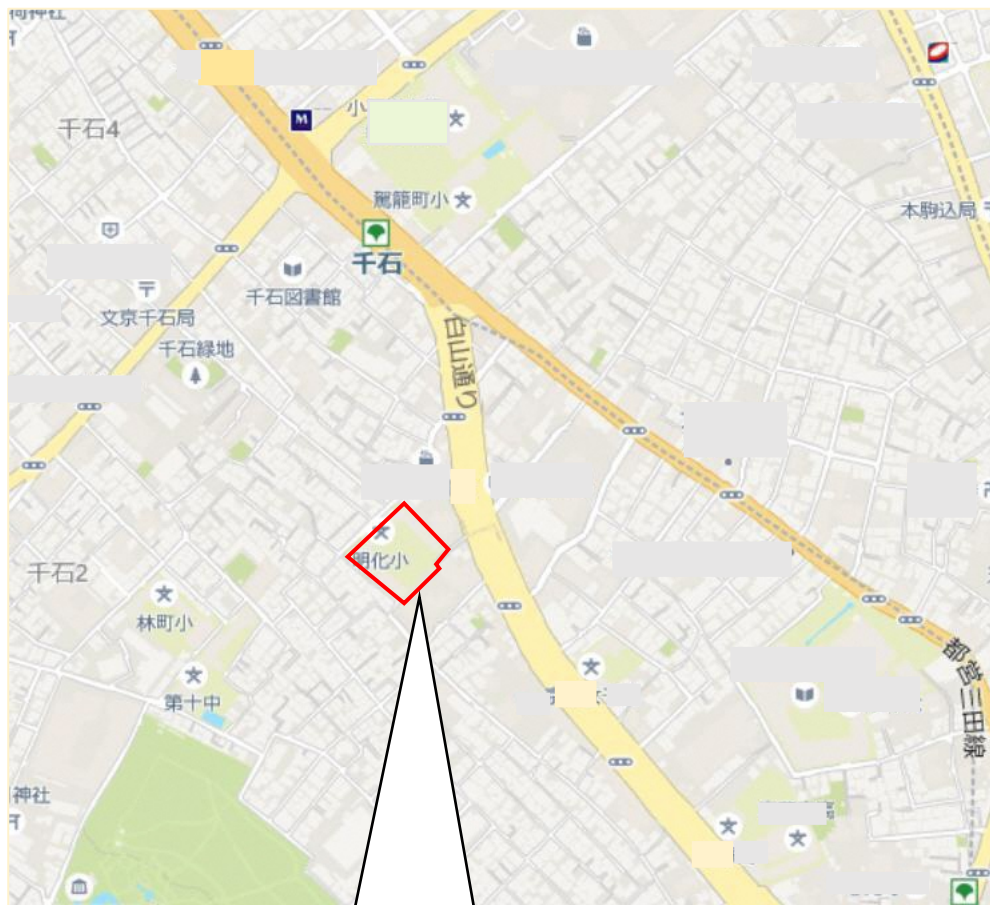 千石4
小
駕籠町小
本駒込局
千石
千石図書館
文京千石局
千石緑地
白山通り
明化小
千石2
林町小
第十中
都営三田線
神社
M